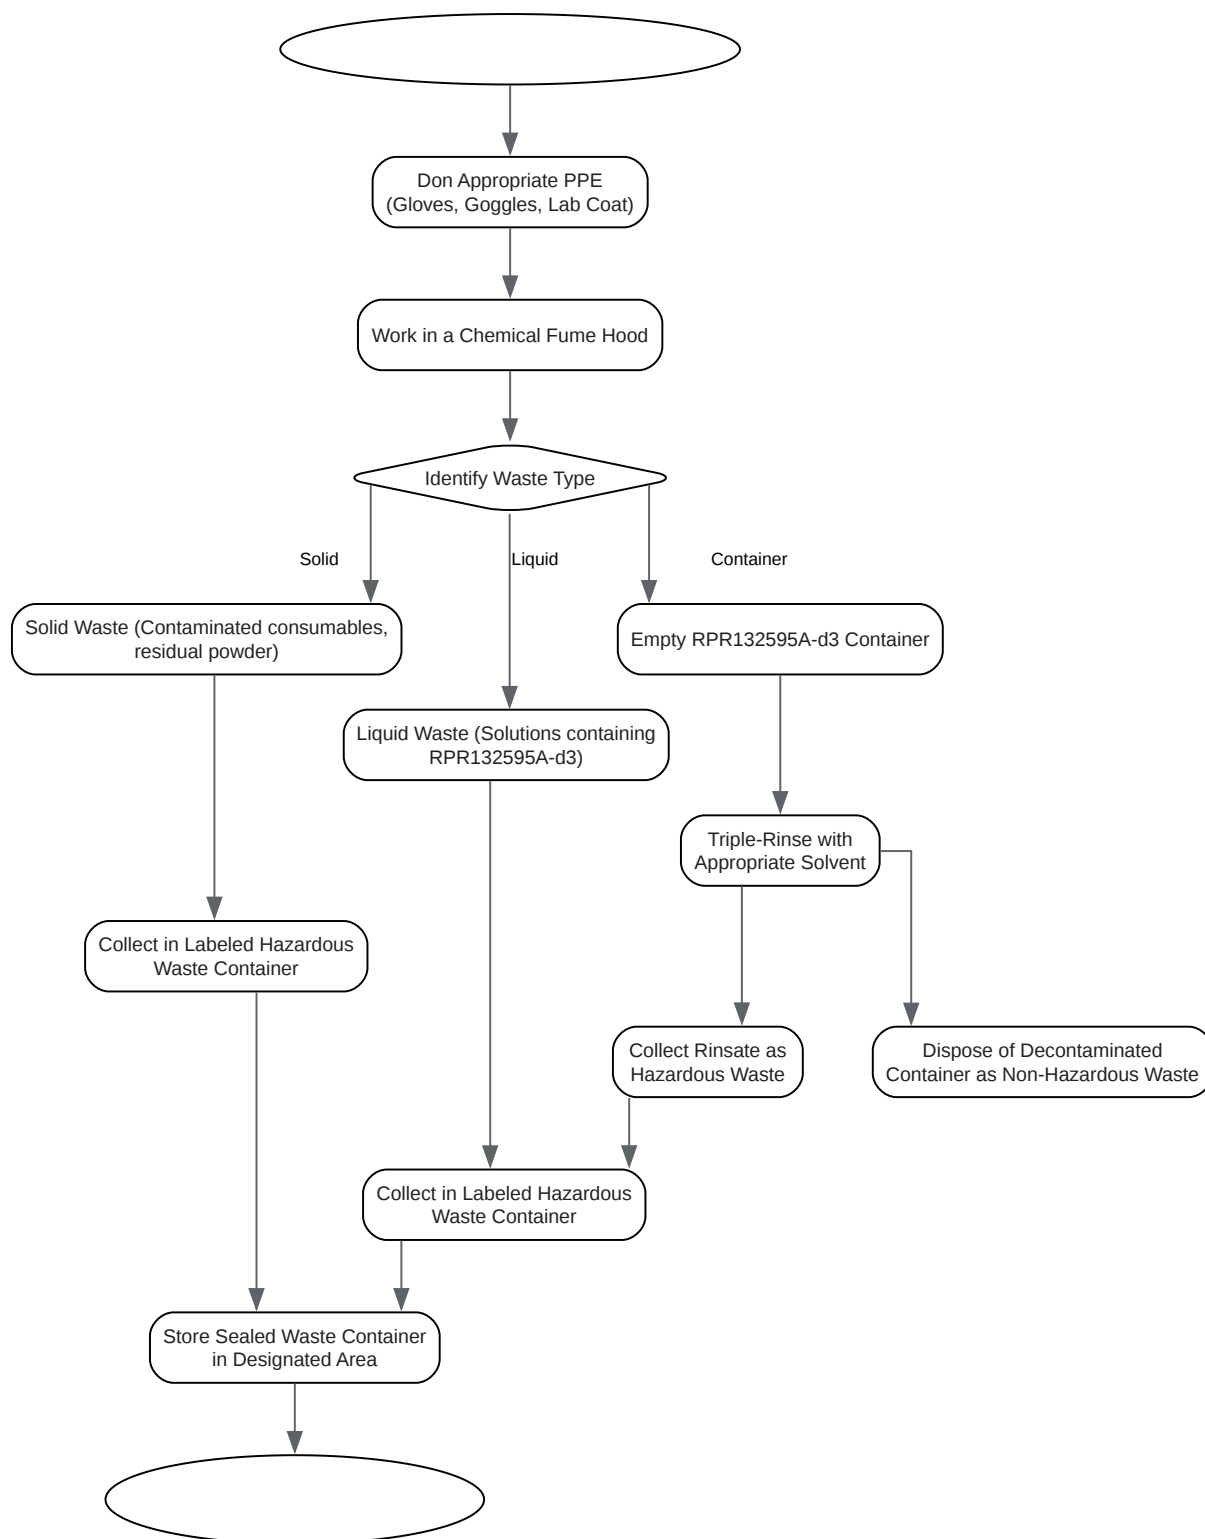 Don Appropriate PPE
(Gloves, Goggles, Lab Coat)
Work in a Chemical Fume Hood
Identify Waste Type
Solid
Liquid
Container
Solid Waste (Contaminated consumables,
residual powder)
Empty RPR132595A-d3 Container
Liquid Waste (Solutions containing
RPR132595A-d3)
Triple-Rinse with
Appropriate Solvent
Collect in Labeled Hazardous
Waste Container
Collect Rinsate as
Hazardous Waste
Dispose of Decontaminated
Container as Non-Hazardous Waste
Collect in Labeled Hazardous
Waste Container
Store Sealed Waste Container
in Designated Area